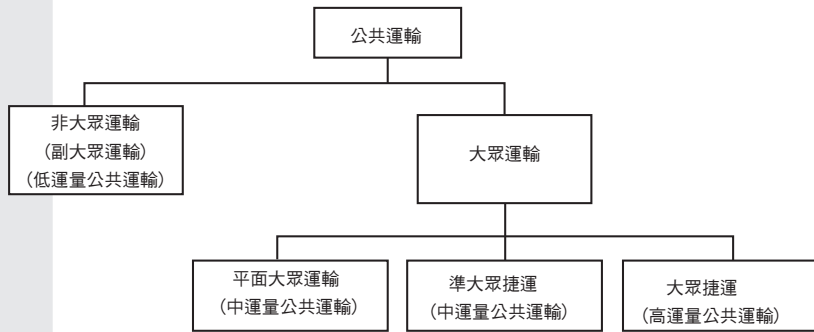 公共運輸
非大眾運輸
(副大眾運輸)
(低運量公共運輸)
大眾運輸
平面大眾運輸
(中運量公共運輸)
準大眾捷運
(中運量公共運輸)
大眾捷運
(高運量公共運輸)